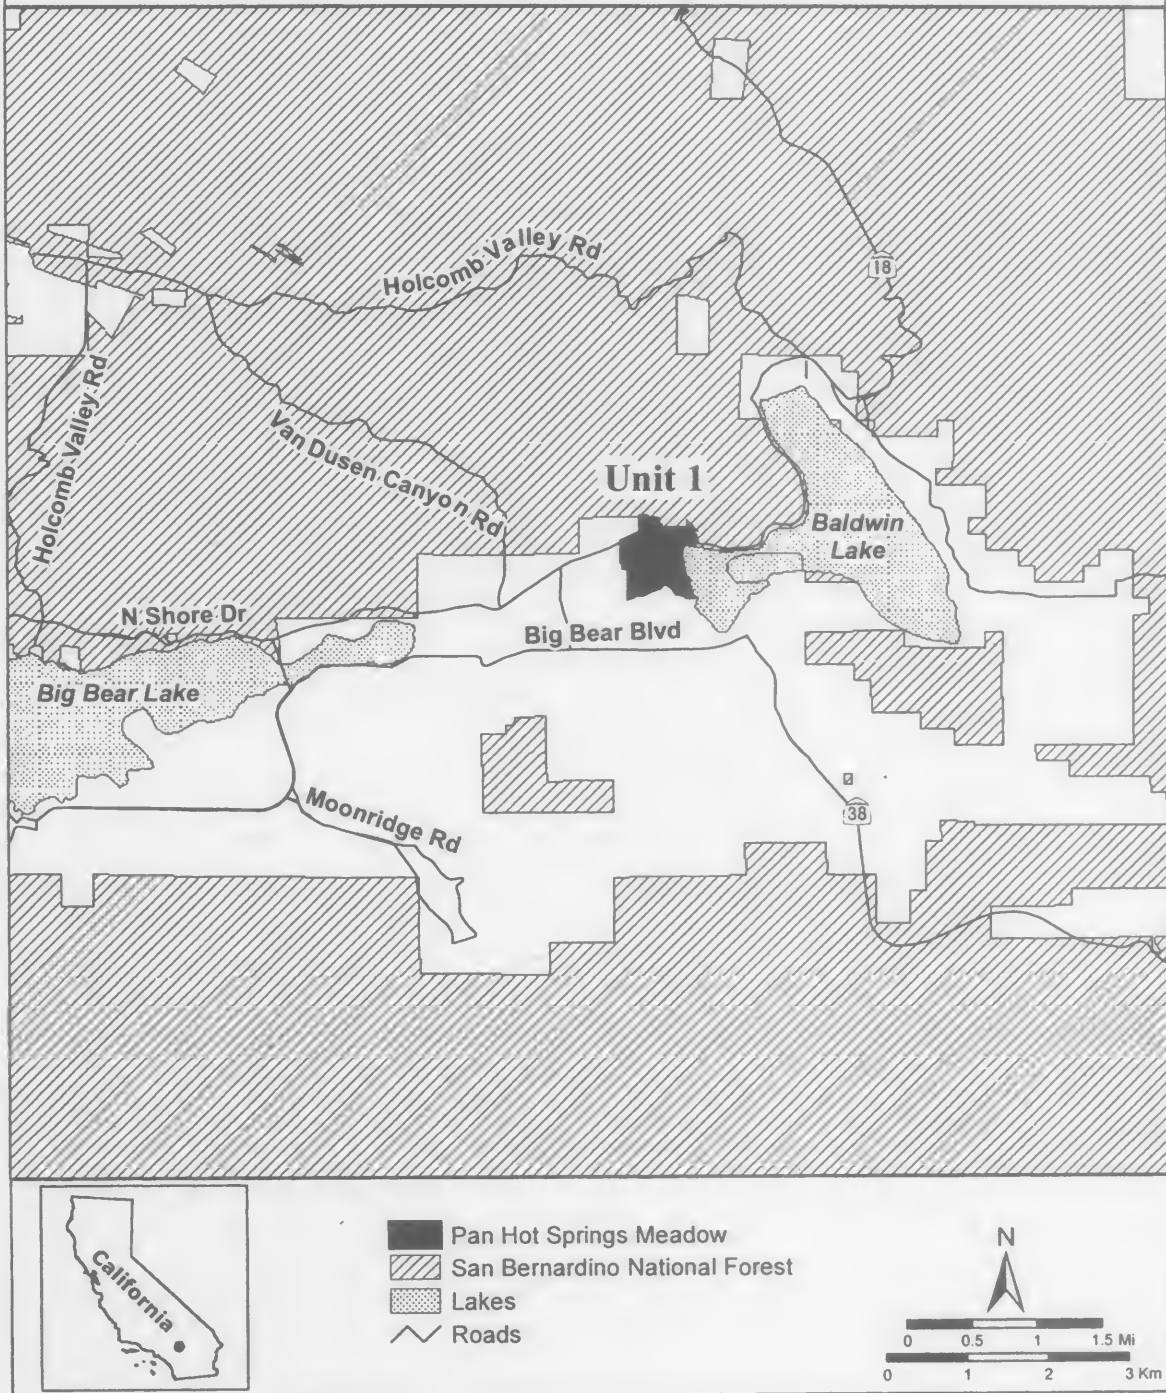 Holcomb Valley Rd
18
Holcomb Valley Rd
Van Dusen Canyon Rd
Unit 1
Baldwin
Lake
N Shore Dr
Big Bear Blvd
Big Bear Lake
Moonridge Rd
38
California
Pan Hot Springs Meadow
San Bernardino National Forest
Lakes
Roads
N
0 0.5 1 1.5 Mi
0 1 2 3 Km